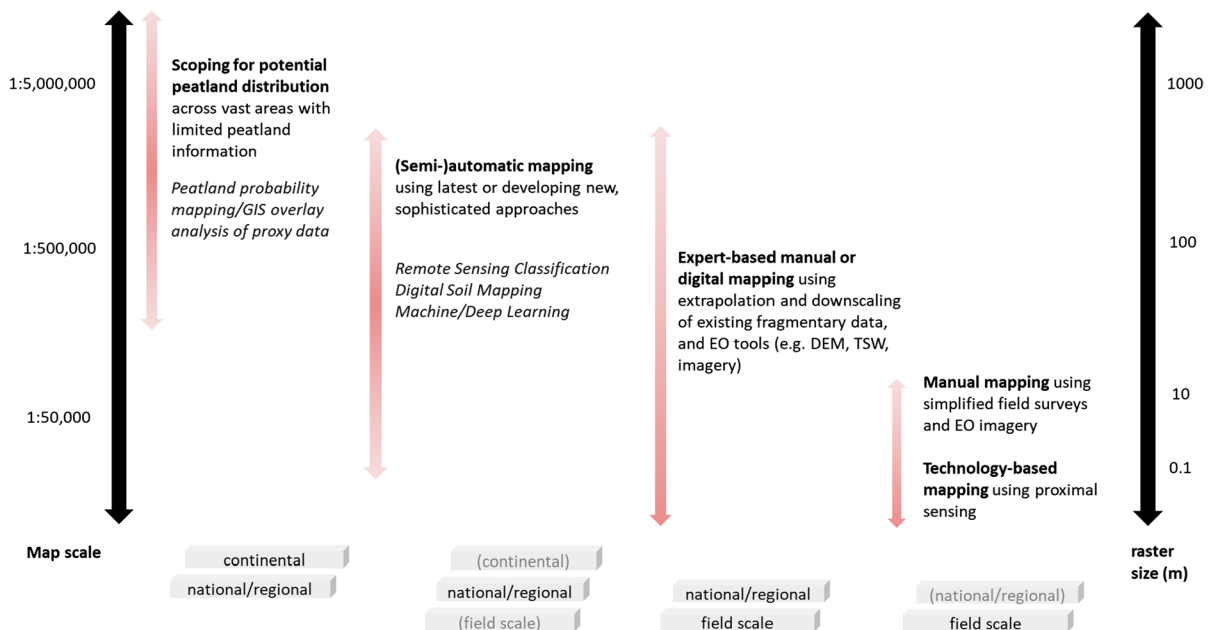 1:5,000,000
1:500,000
1:50,000
Map scale
Scoping for potential
peatland distribution
across vast areas with
limited peatland
information
Peatland probability
mapping/GIS overlay
analysis of proxy data
continental
national/regional
(Semi-)automatic mapping
using latest or developing new,
sophisticated approaches
Remote Sensing Classification
Digital Soil Mapping
Machine/Deep Learning
(continental)
national/regional
(field scale)
Expert-based manual or
digital mapping using
extrapolation and downscaling
of existing fragmentary data,
and EO tools (e.g. DEM, TSW,
imagery)
national/regional
field scale
Manual mapping using
simplified field surveys
and EO imagery
Technology-based
mapping using proximal
sensing
(national/regional)
field scale
1000
100
10
0.1
raster
size (m)